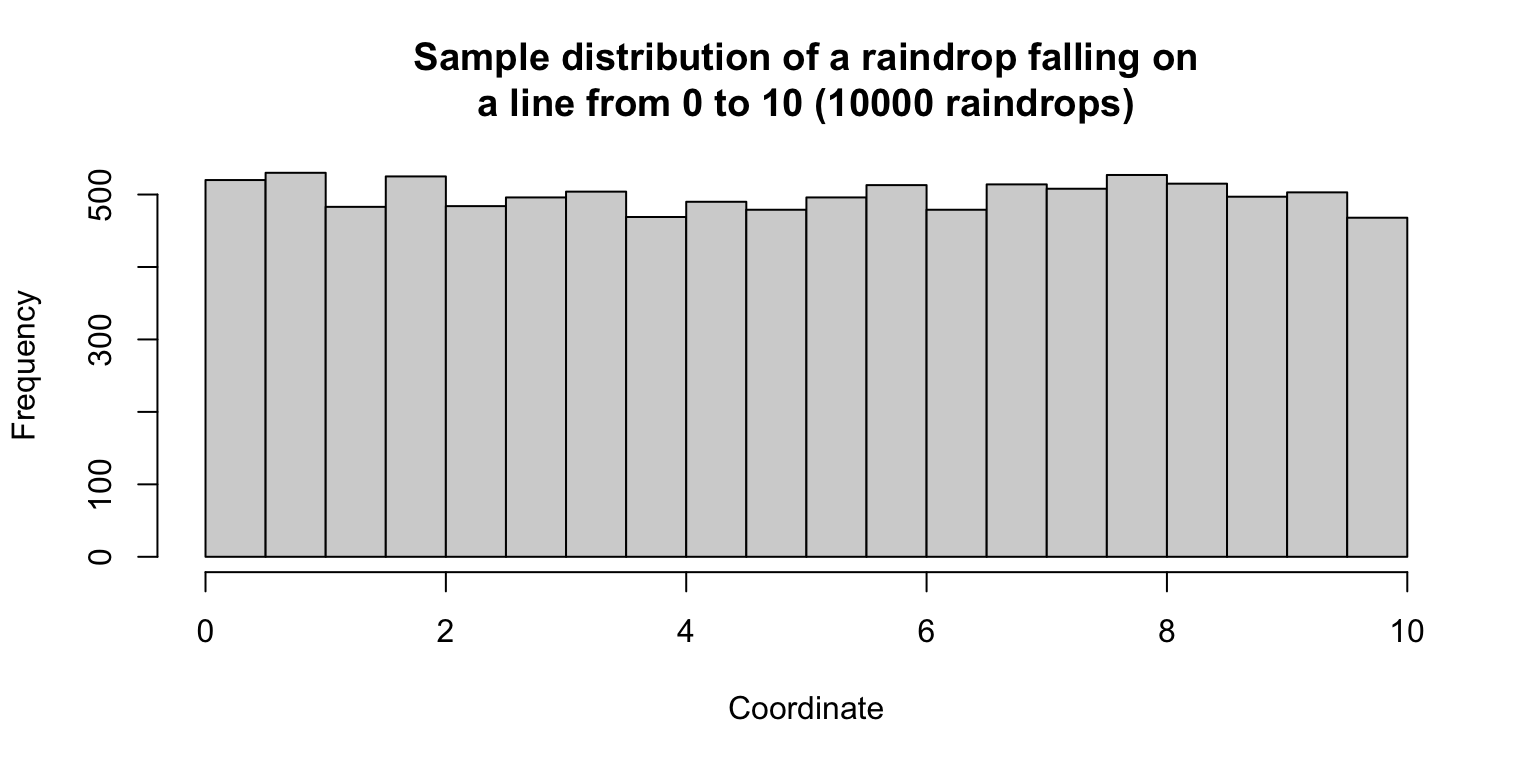 Sample distribution of a raindrop falling on
a line from 0 to 10 (10000 raindrops)
Frequency
500
300
100
0
0 2 4 6 8 10
Coordinate